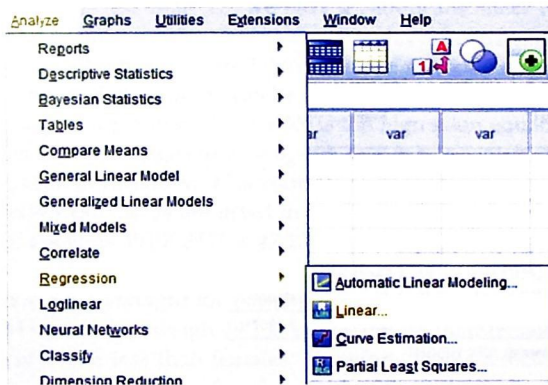 Analyze Graphs Utilities Extensions Window Help
Reports
Descriptive Statistics
Bayesian Statistics
Tables
Compare Means
General Linear Model
Generalized Linear Models
Mixed Models
Correlate
Regression
Loglinear
Neural Networks
Classify
Dimension Reduction
A
1
var var
Automatic Linear Modeling...
Linear...
Curve Estimation...
Partial Least Squares...